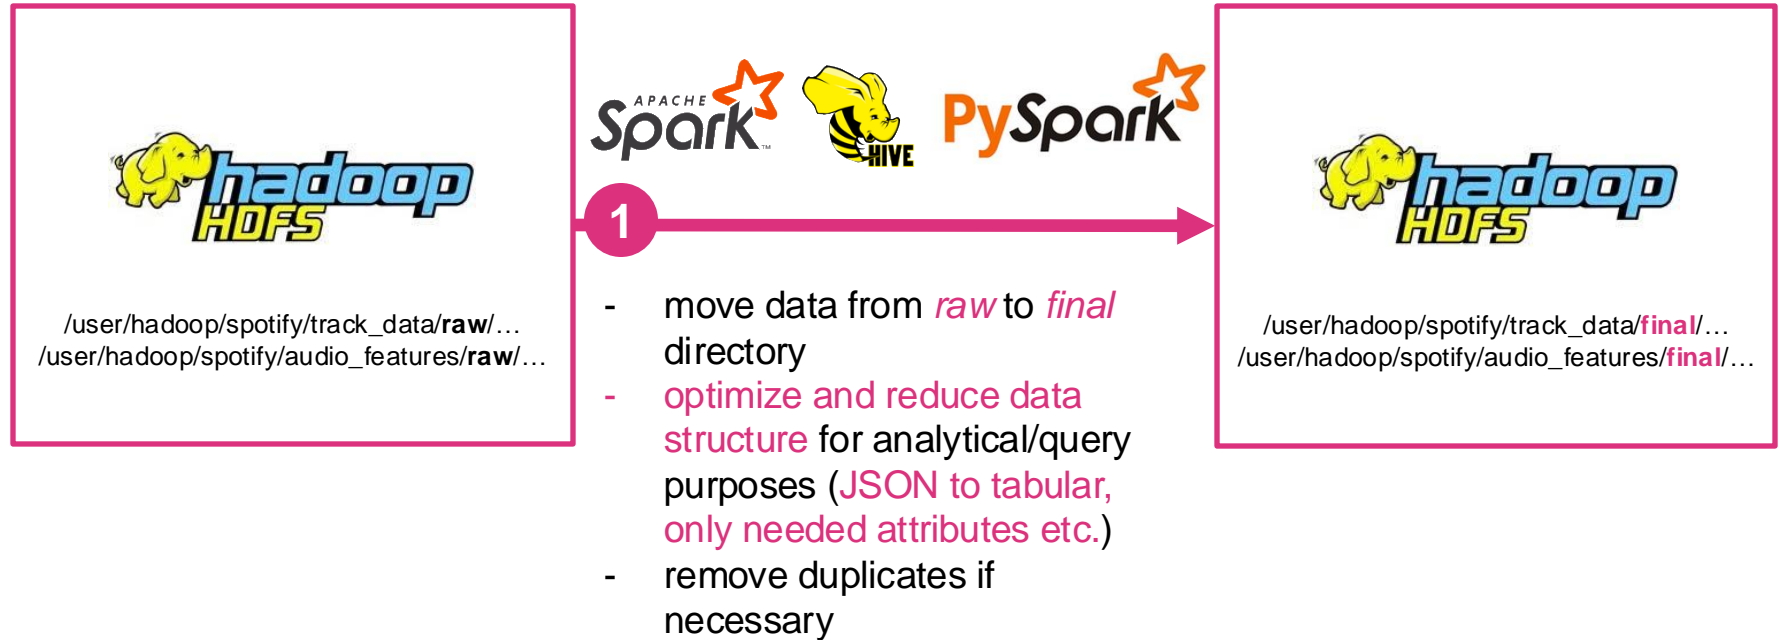 hadoop
HDFS
/user/hadoop/spotify/track_data/raw/…
/user/hadoop/spotify/audio_features/raw/…
APACHE
Spark™
HIVE
PySpark
1
- move data from raw to final
directory
- optimize and reduce data
structure for analytical/query
purposes (JSON to tabular,
only needed attributes etc.)
- remove duplicates if
necessary
hadoop
HDFS
/user/hadoop/spotify/track_data/final/…
/user/hadoop/spotify/audio_features/final/…